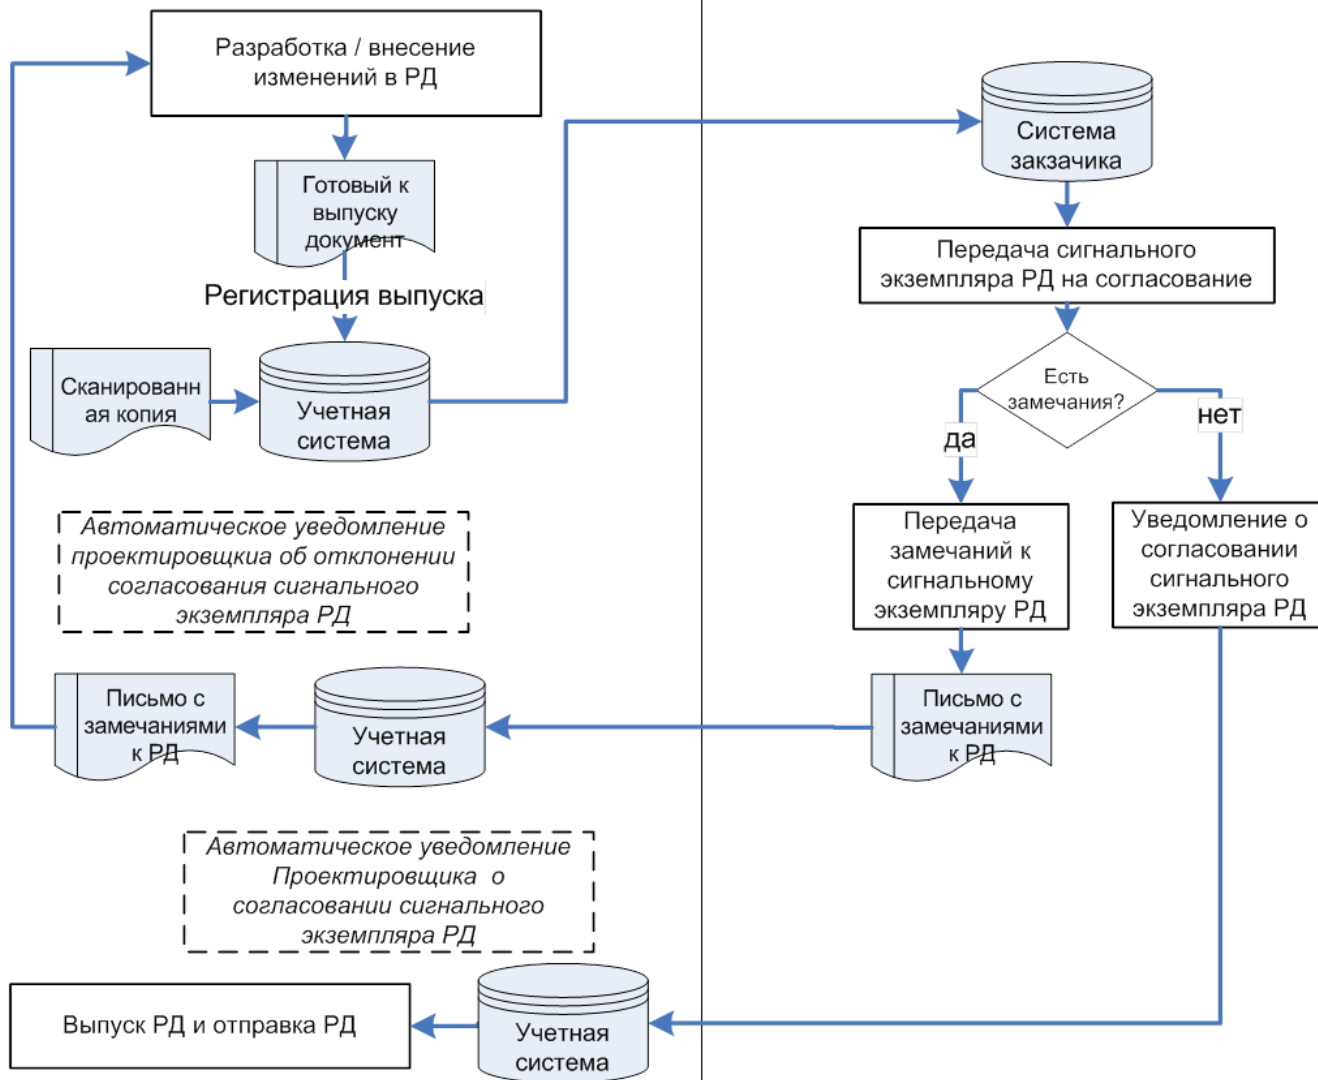 Разработка / внесение
изменений в РД
Готовый к
выпуску
документ
Регистрация выпуска
Сканированн
ая копия
Учетная
система
Система
закзачика
Передача сигнального
экземпляра РД на согласование
Есть
замечания?
да
нет
Передача
замечаний к
сигнальному
экземпляру РД
Уведомление о
согласовании
сигнального
экземпляра РД
Автоматическое уведомление
проектировщкиа об отклонении
согласования сигнального
экземпляра РД
Письмо с
замечаниями
к РД
Учетная
система
Письмо с
замечаниями
к РД
Автоматическое уведомление
Проектировщика о
согласовании сигнального
экземпляра РД
Выпуск РД и отправка РД
Учетная
система